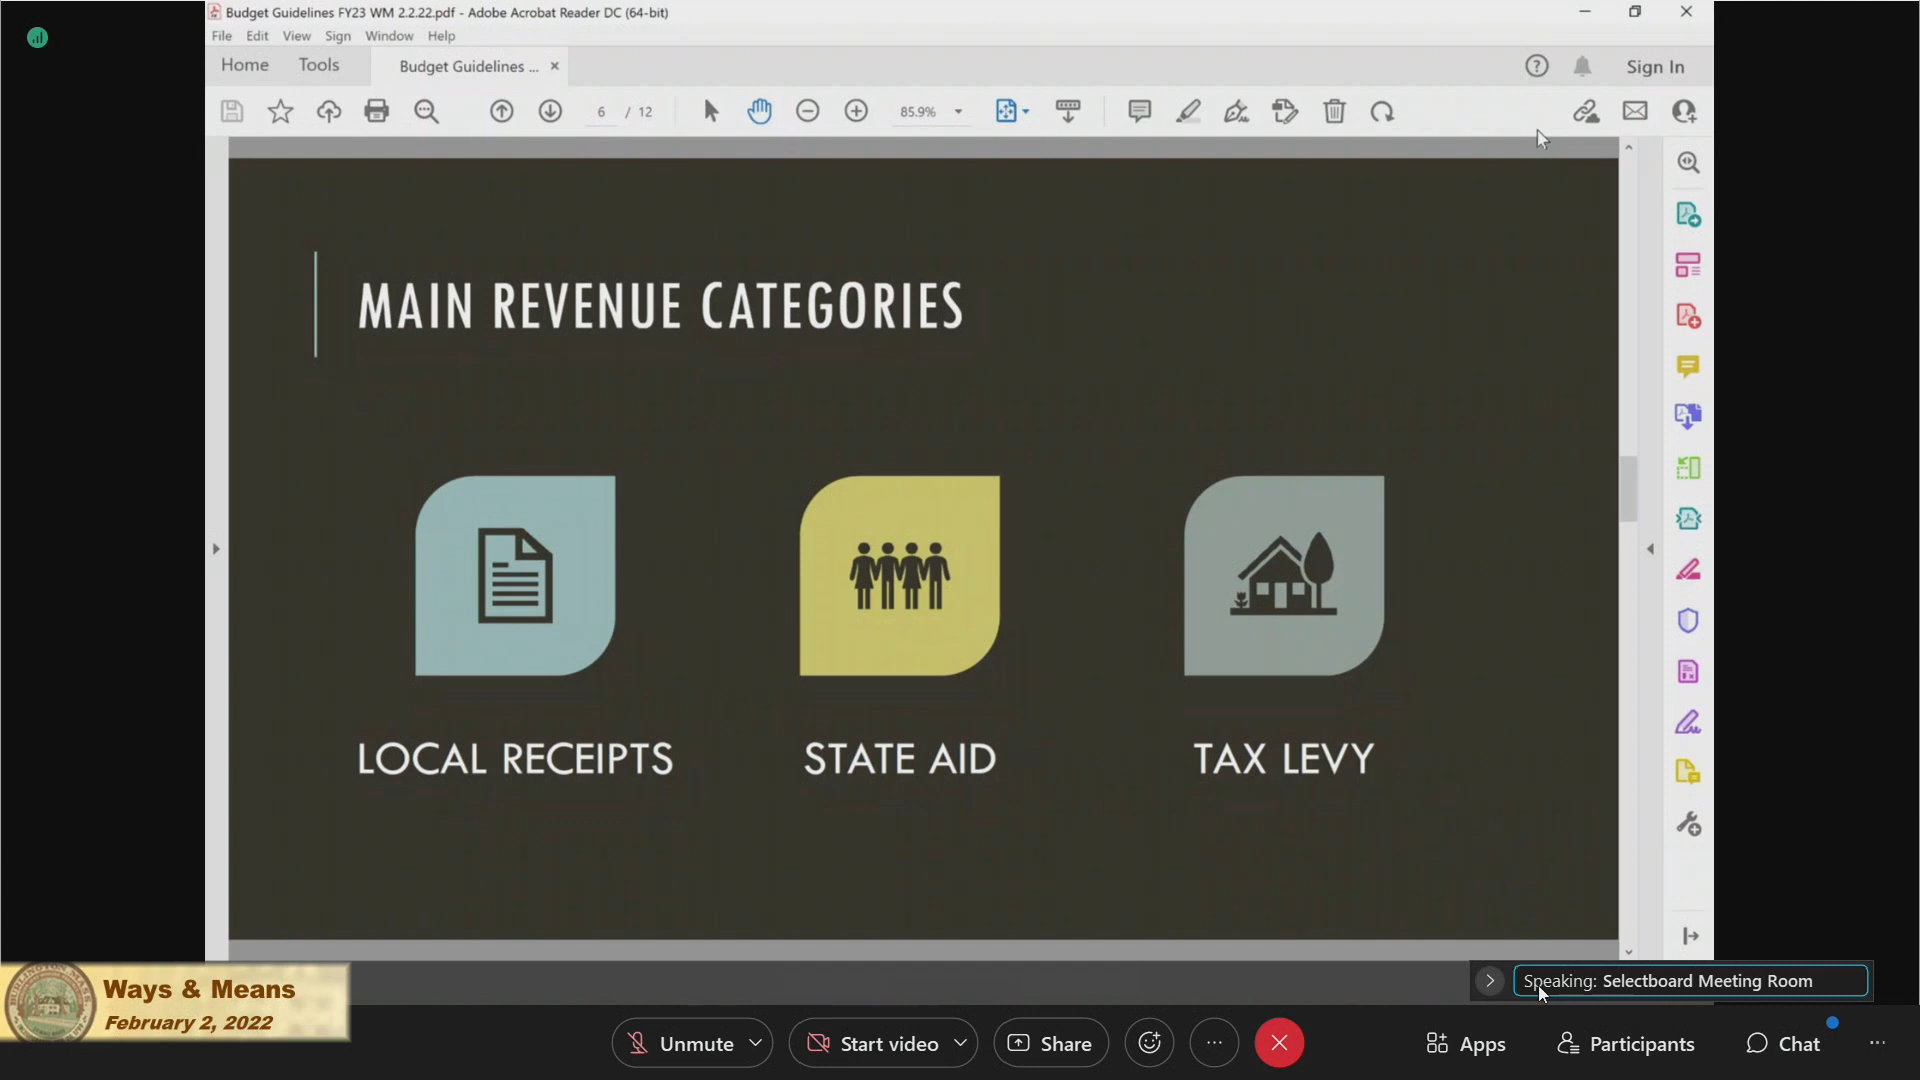 Budget Guidelines FY23 WM 2.2.22.pdf - Adobe Acrobat Reader DC (64-bit)
File Edit View Sign Window Help
Home Tools Budget Guidelines ... Sign In
6 / 12 85.9%
MAIN REVENUE CATEGORIES
LOCAL RECEIPTS STATE AID TAX LEVY
Speaking: Selectboard Meeting Room
Ways & Means
February 2, 2022
Unmute Start video Share Apps Participants Chat